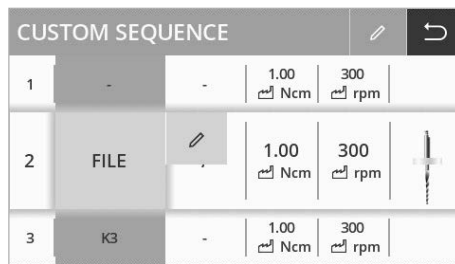 CUSTOM SEQUENCE
1 - - 1.00 Ncm 300 rpm
2 FILE 1.00 Ncm 300 rpm
3 K3 - 1.00 Ncm 300 rpm